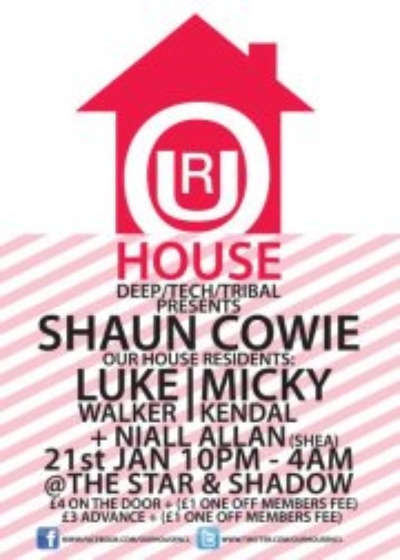 OUR
HOUSE
DEEP/TECH/TRIBAL
PRESENTS
SHAUN COWIE
OUR HOUSE RESIDENTS:
LUKE | MICKY
WALKER | KENDAL
+ NIALL ALLAN (SHEA)
21st JAN 10PM - 4AM
@THE STAR & SHADOW
£4 ON THE DOOR + (£1 ONE OFF MEMBERS FEE)
£3 ADVANCE + (£1 ONE OFF MEMBERS FEE)
f